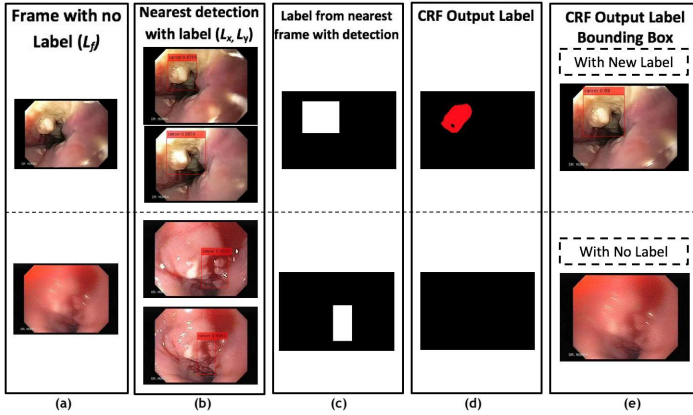 Frame with no
Label (Lf)
Nearest detection
with label (Lx, Ly)
Label from nearest
frame with detection
CRF Output Label
CRF Output Label
Bounding Box
With New Label
With No Label
(a)
(b)
(c)
(d)
(e)